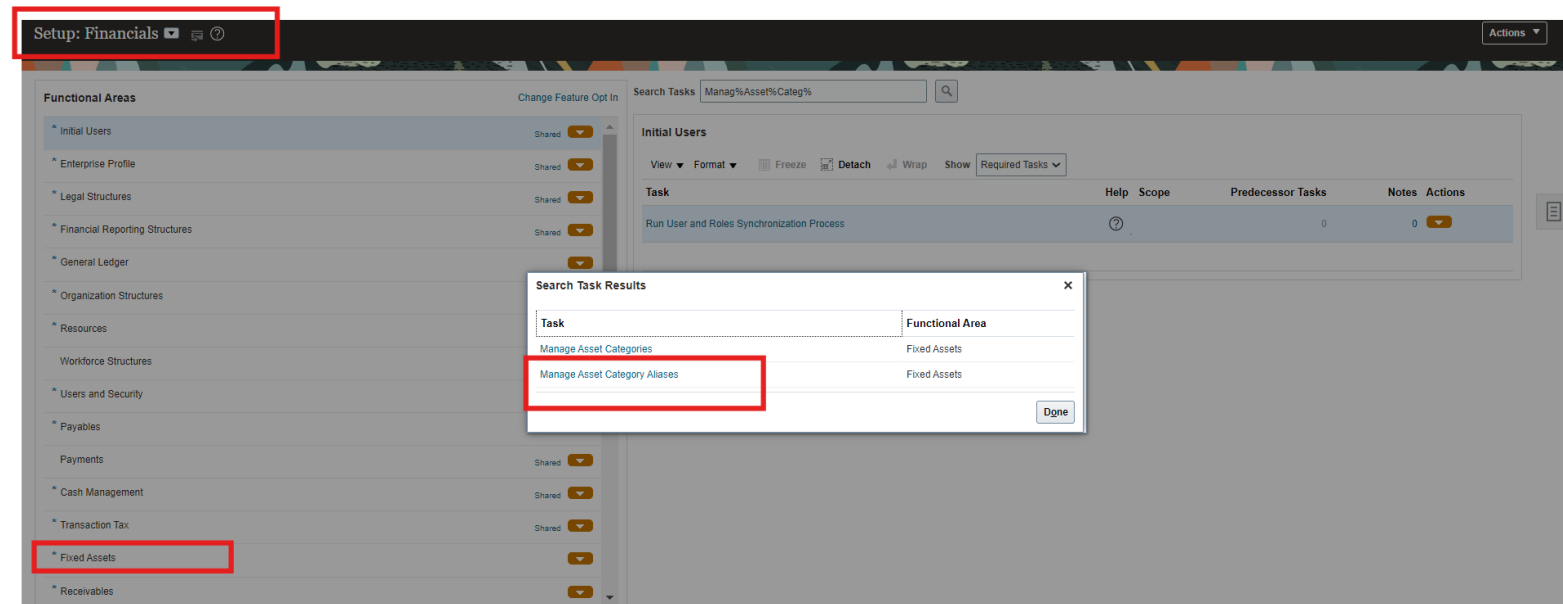 Setup: Financials
Actions
Functional Areas
Change Feature Opt In
* Initial Users Shared
* Enterprise Profile Shared
* Legal Structures Shared
* Financial Reporting Structures Shared
* General Ledger
* Organization Structures
* Resources
Workforce Structures
* Users and Security
* Payables
Payments Shared
* Cash Management Shared
* Transaction Tax Shared
* Fixed Assets
* Receivables
Search Tasks Manag%Asset%Categ%
Initial Users
View Format Freeze Detach Wrap Show Required Tasks
Task Help Scope Predecessor Tasks Notes Actions
Run User and Roles Synchronization Process ? 0 0
Search Task Results
Task Functional Area
Manage Asset Categories Fixed Assets
Manage Asset Category Aliases Fixed Assets
Done